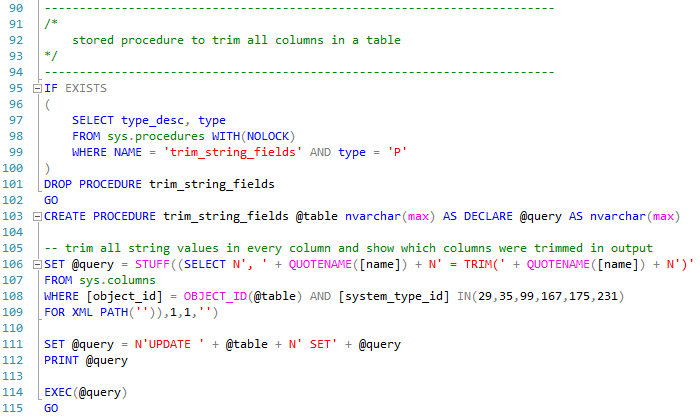 90 ---------------------------------------------------------------------------
91 /*
92 stored procedure to trim all columns in a table
93 */
94 ---------------------------------------------------------------------------
95 IF EXISTS
96 (
97 SELECT type_desc, type
98 FROM sys.procedures WITH(NOLOCK)
99 WHERE NAME = 'trim_string_fields' AND type = 'P'
100 )
101 DROP PROCEDURE trim_string_fields
102 GO
103 CREATE PROCEDURE trim_string_fields @table nvarchar(max) AS DECLARE @query AS nvarchar(max)
104
105 -- trim all string values in every column and show which columns were trimmed in output
106 SET @query = STUFF((SELECT N', ' + QUOTENAME([name]) + N' = TRIM(' + QUOTENAME([name]) + N')'
107 FROM sys.columns
108 WHERE [object_id] = OBJECT_ID(@table) AND [system_type_id] IN(29,35,99,167,175,231)
109 FOR XML PATH('')),1,1,'')
110
111 SET @query = N'UPDATE ' + @table + N' SET' + @query
112 PRINT @query
113
114 EXEC(@query)
115 GO